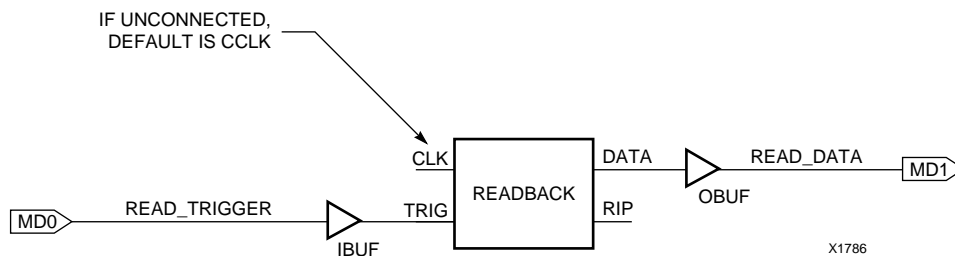 IF UNCONNECTED,
DEFAULT IS CCLK
CLK
DATA
READ_DATA
MD1
READBACK
OBUF
MD0
READ_TRIGGER
TRIG
RIP
IBUF
X1786